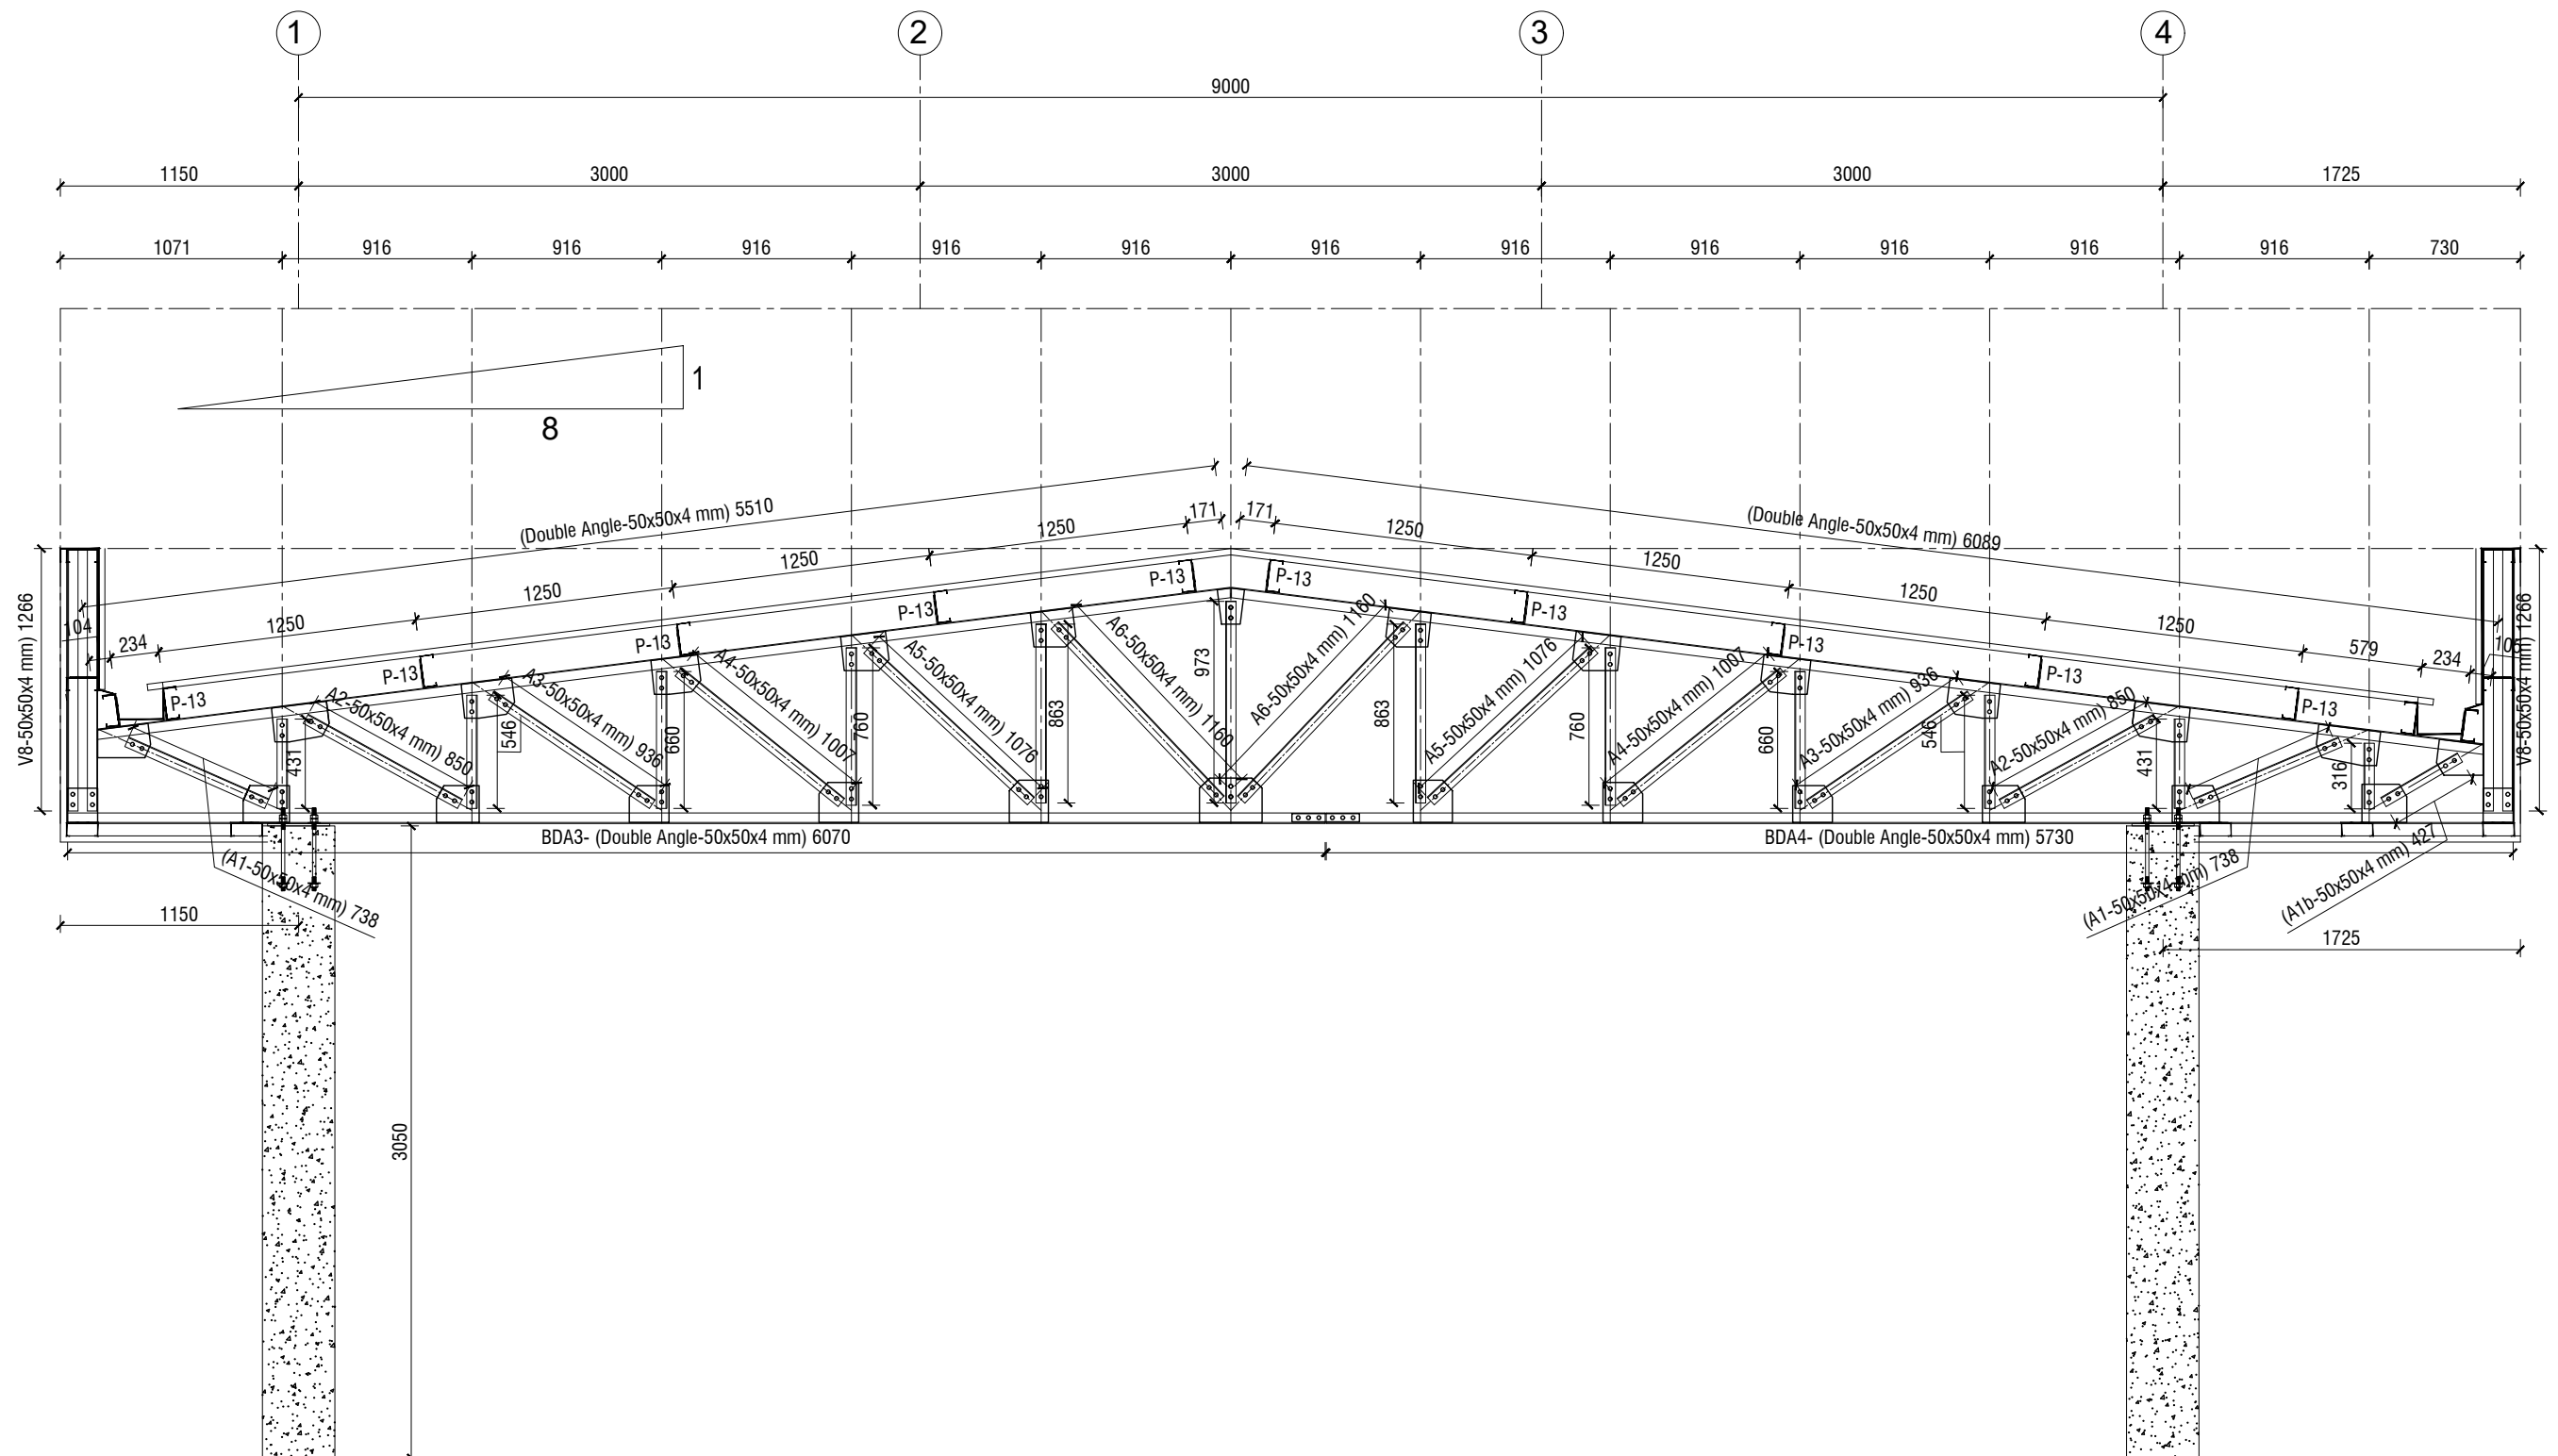 1
2
3
4
9000
1150
3000
3000
3000
1725
1071
916
916
916
916
916
916
916
916
916
916
916
730
1
8
(Double Angle-50x50x4 mm) 5510
171
171
(Double Angle-50x50x4 mm) 6089
1250
1250
1250
1250
1250
1250
1250
1250
579
234
234
104
106
V8-50x50x4 mm) 1266
V8-50x50x4 mm) 1266
P-13
P-13
P-13
P-13
P-13
P-13
P-13
P-13
P-13
P-13
A2-50x50x4 mm) 850
A3-50x50x4 mm) 936
A4-50x50x4 mm) 1007
A5-50x50x4 mm) 1076
A6-50x50x4 mm) 1160
A6-50x50x4 mm) 1160
A5-50x50x4 mm) 1076
A4-50x50x4 mm) 1007
A3-50x50x4 mm) 936
A2-50x50x4 mm) 850
431
546
660
760
863
973
863
760
660
546
431
316
BDA3- (Double Angle-50x50x4 mm) 6070
BDA4- (Double Angle-50x50x4 mm) 5730
(A1-50x50x4 mm) 738
(A1-50x50x4 mm) 738
(A1b-50x50x4 mm) 427
1150
1725
3050